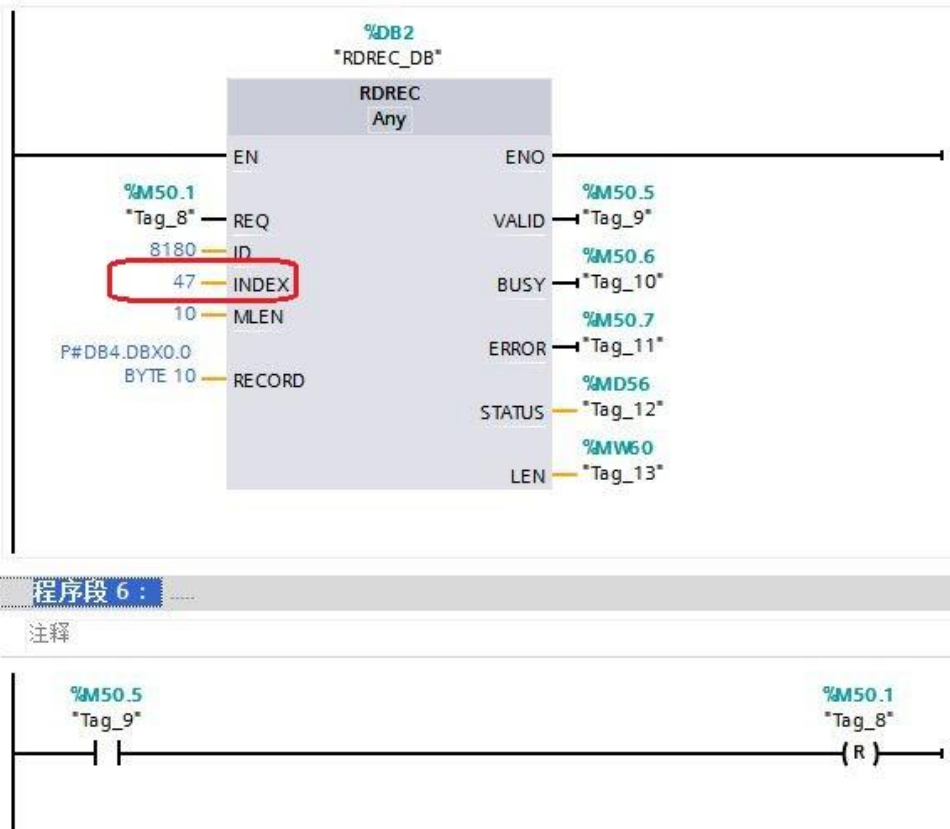 %DB2
"RDREC_DB"
RDREC
Any
EN ENO
%M50.1 %M50.5
"Tag_8" REQ VALID "Tag_9"
8180 ID
%M50.6
47 INDEX BUSY "Tag_10"
10 MLEN
%M50.7
P#DB4.DBX0.0 ERROR "Tag_11"
BYTE 10 RECORD
%MD56
STATUS "Tag_12"
%MW60
LEN "Tag_13"
程序段 6： .....
注释
%M50.5 %M50.1
"Tag_9" "Tag_8"
( R )